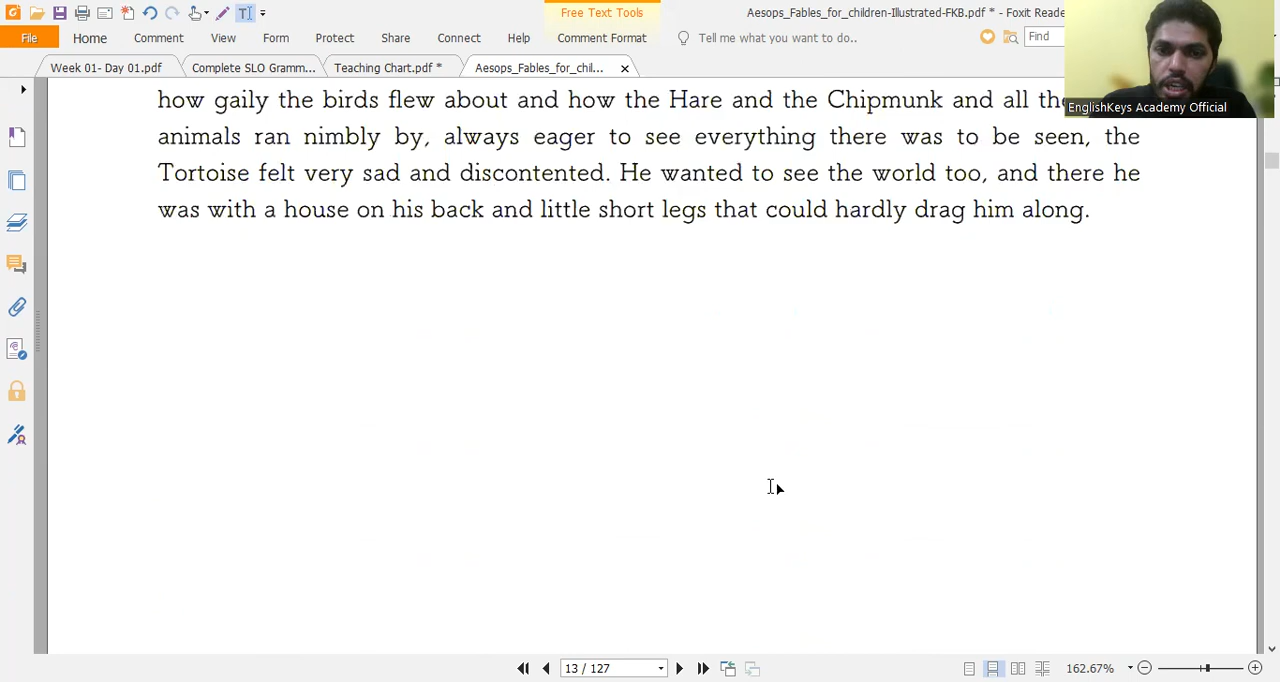 Free Text Tools
Aesops_Fables_for_children-Illustrated-FKB.pdf * - Foxit Reade
File Home Comment View Form Protect Share Connect Help Comment Format Tell me what you want to do.. Find
Week 01- Day 01.pdf Complete SLO Gramm... Teaching Chart.pdf * Aesops_Fables_for_chil...
EnglishKeys Academy Official
how gaily the birds flew about and how the Hare and the Chipmunk and all the
animals ran nimbly by, always eager to see everything there was to be seen, the
Tortoise felt very sad and discontented. He wanted to see the world too, and there he
was with a house on his back and little short legs that could hardly drag him along.
13 / 127 162.67%